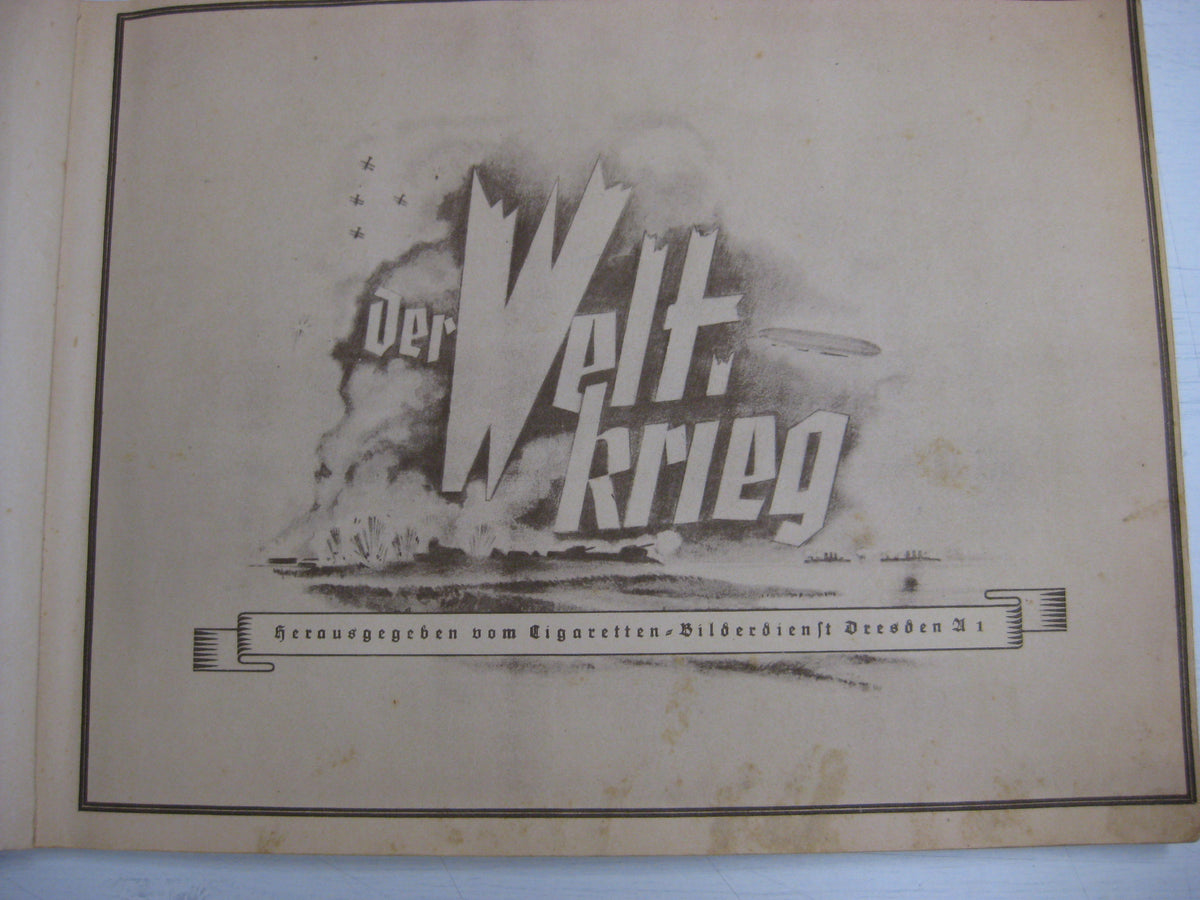 der Welt-
krieg
Herausgegeben vom Cigaretten-Bilderdienst Dresden A 1